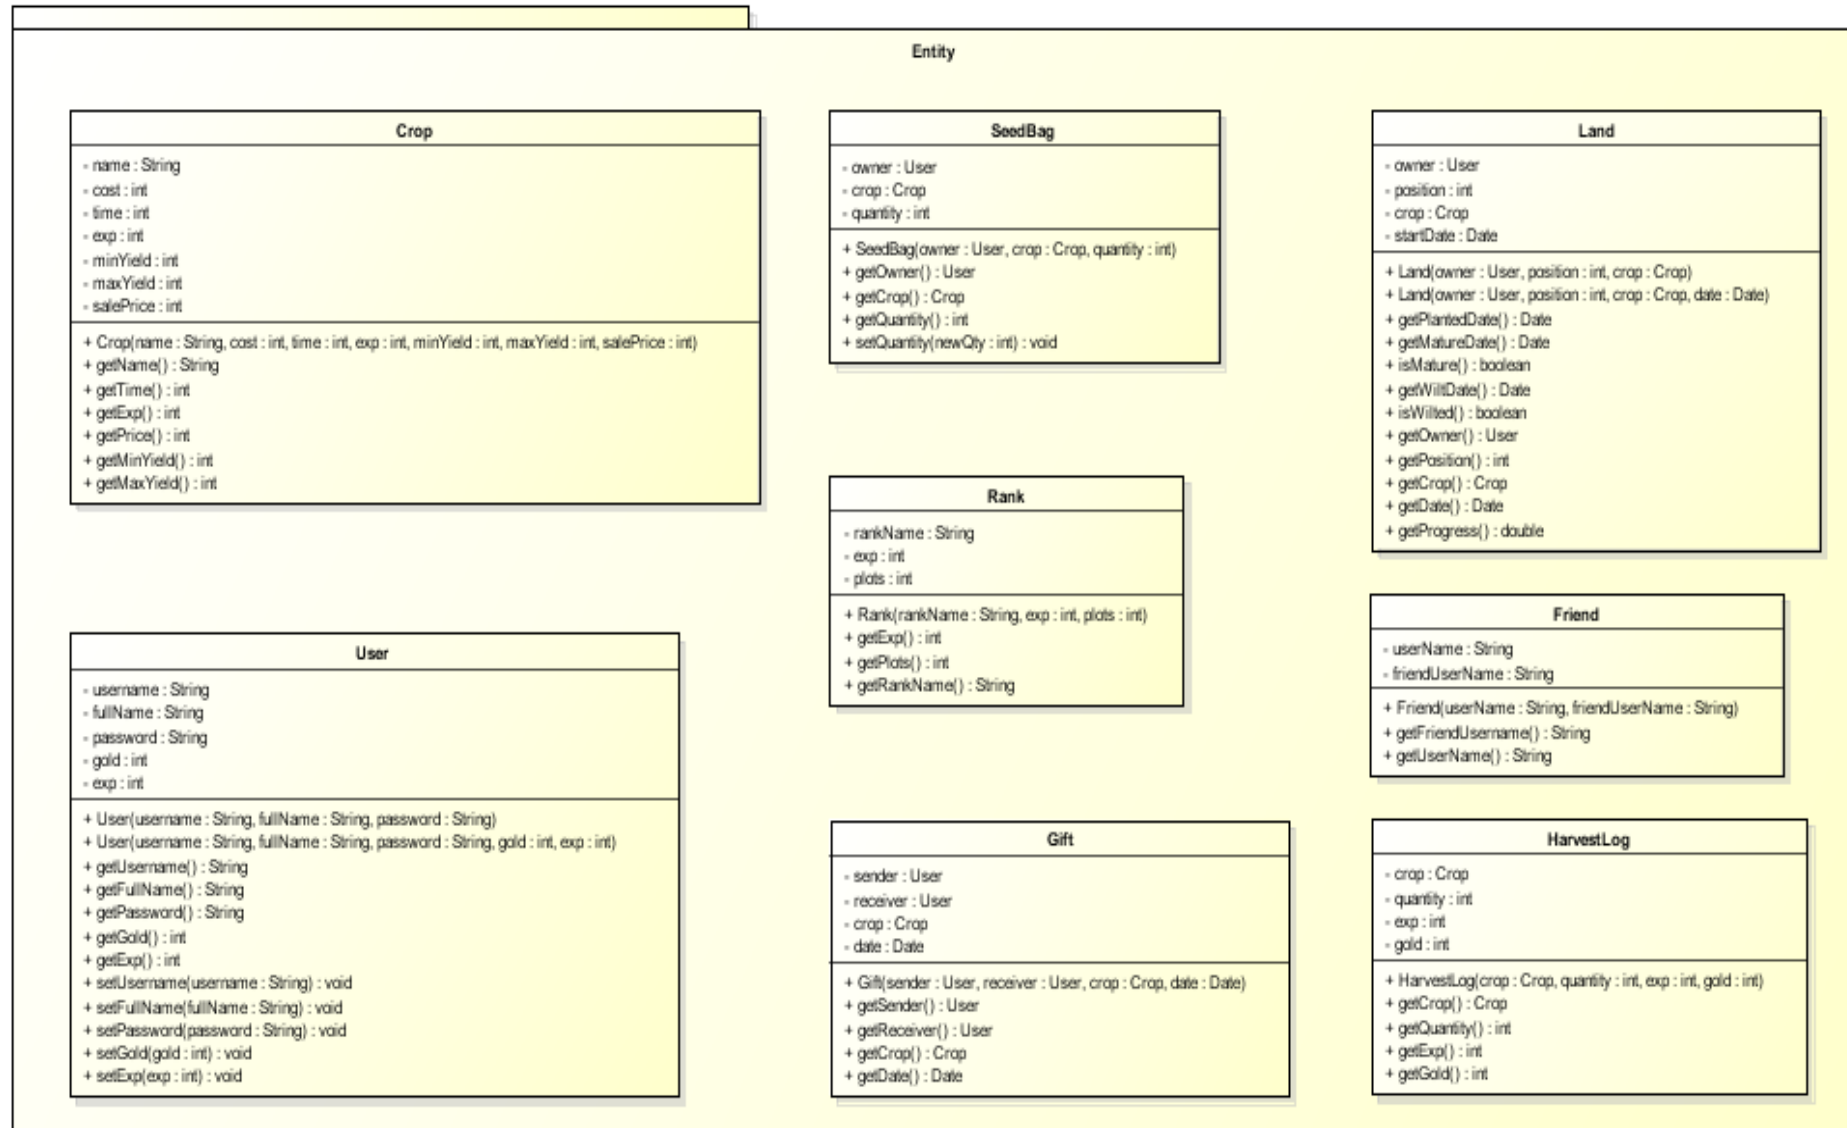 Entity
Crop
- name : String
- cost : int
- time : int
- exp : int
- minYield : int
- maxYield : int
- salePrice : int
+ Crop(name : String, cost : int, time : int, exp : int, minYield : int, maxYield : int, salePrice : int)
+ getName() : String
+ getTime() : int
+ getExp() : int
+ getPrice() : int
+ getMinYield() : int
+ getMaxYield() : int
SeedBag
- owner : User
- crop : Crop
- quantity : int
+ SeedBag(owner : User, crop : Crop, quantity : int)
+ getOwner() : User
+ getCrop() : Crop
+ getQuantity() : int
+ setQuantity(newQty : int) : void
Land
- owner : User
- position : int
- crop : Crop
- startDate : Date
+ Land(owner : User, position : int, crop : Crop)
+ Land(owner : User, position : int, crop : Crop, date : Date)
+ getPlantedDate() : Date
+ getMatureDate() : Date
+ isMature() : boolean
+ getWiltDate() : Date
+ isWilted() : boolean
+ getOwner() : User
+ getPosition() : int
+ getCrop() : Crop
+ getDate() : Date
+ getProgress() : double
Rank
- rankName : String
- exp : int
- plots : int
+ Rank(rankName : String, exp : int, plots : int)
+ getExp() : int
+ getPlots() : int
+ getRankName() : String
Friend
- userName : String
- friendUserName : String
+ Friend(userName : String, friendUserName : String)
+ getFriendUsername() : String
+ getUserName() : String
User
- username : String
- fullName : String
- password : String
- gold : int
- exp : int
+ User(username : String, fullName : String, password : String)
+ User(username : String, fullName : String, password : String, gold : int, exp : int)
+ getUsername() : String
+ getFullName() : String
+ getPassword() : String
+ getGold() : int
+ getExp() : int
+ setUsername(username : String) : void
+ setFullName(fullName : String) : void
+ setPassword(password : String) : void
+ setGold(gold : int) : void
+ setExp(exp : int) : void
Gift
- sender : User
- receiver : User
- crop : Crop
- date : Date
+ Gift(sender : User, receiver : User, crop : Crop, date : Date)
+ getSender() : User
+ getReceiver() : User
+ getCrop() : Crop
+ getDate() : Date
HarvestLog
- crop : Crop
- quantity : int
- exp : int
- gold : int
+ HarvestLog(crop : Crop, quantity : int, exp : int, gold : int)
+ getCrop() : Crop
+ getQuantity() : int
+ getExp() : int
+ getGold() : int